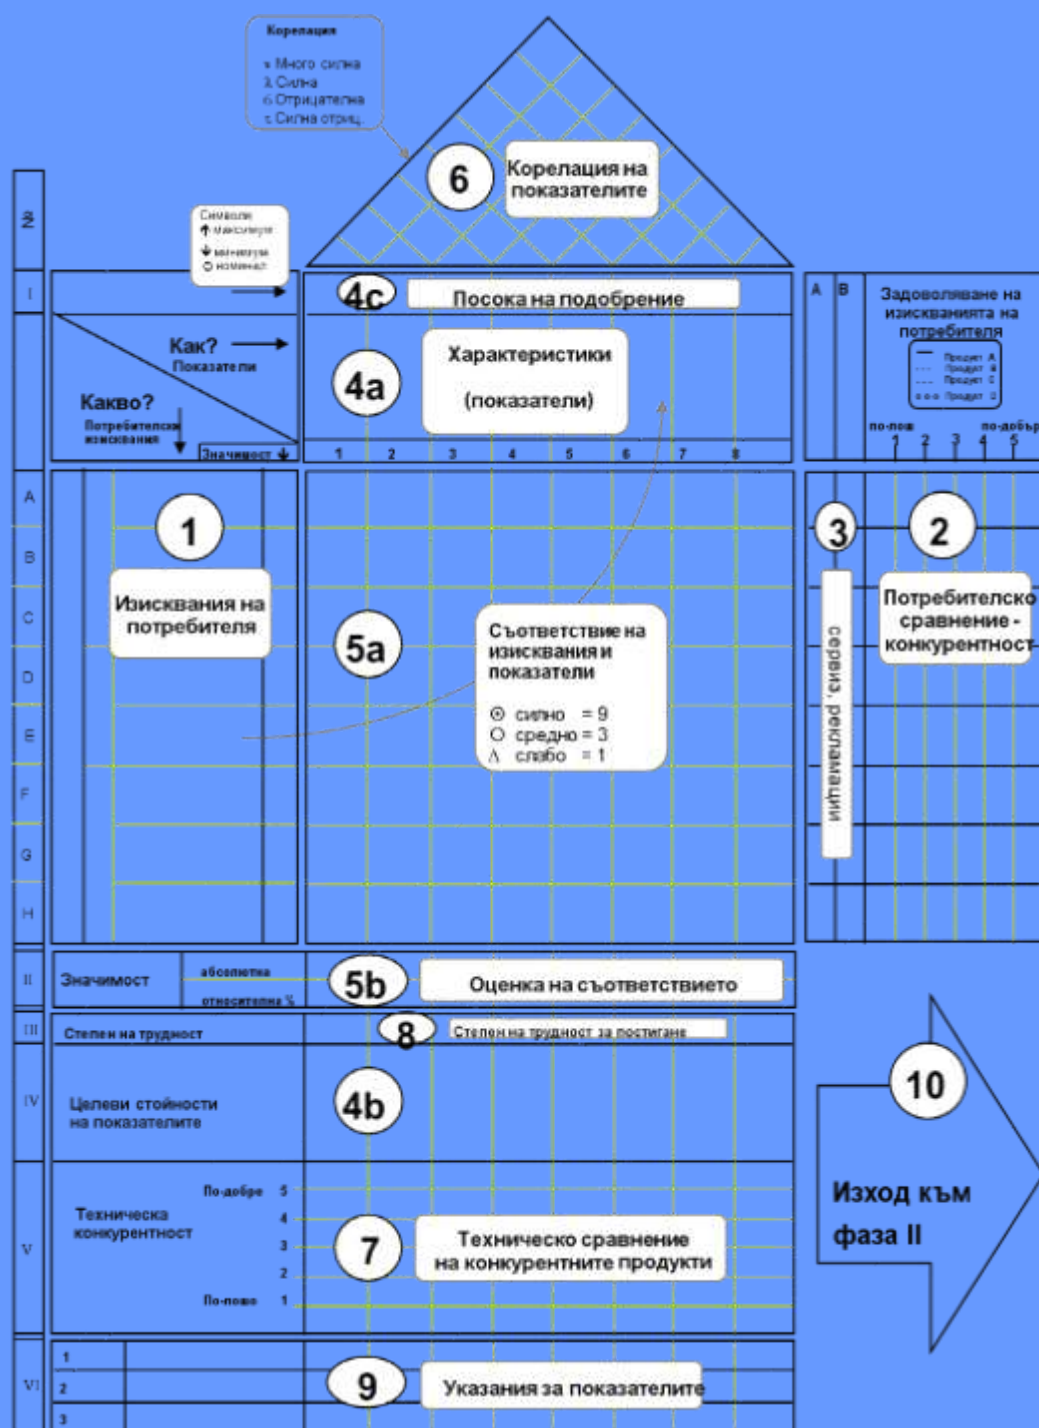 Корелация
Много силна
Силна
Отрицателна
Силна отриц.
6
Корелация на
показателите
Символи
максимум
минимум
номинал
I
4c
Посока на подобрение
Как?
Показатели
Какво?
Потребителски
изисквания
Значимост
4a
Характеристики
(показатели)
1 2 3 4 5 6 7 8
A B
Задоволяване на
изискванията на
потребителя
Продукт A
Продукт B
Продукт C
Продукт D
по-лош по-добър
1 2 3 4 5
A
B
C
D
E
F
G
H
1
Изисквания на
потребителя
5a
Съответствие на
изисквания и
показатели
силно = 9
средно = 3
слабо = 1
3
сервиз, рекламации
2
Потребителско
сравнение -
конкурентност
II
Значимост
абсолютна
относителна %
5b
Оценка на съответствието
III
Степен на трудност
8
Степен на трудност за постигане
IV
Целеви стойности
на показателите
4b
V
Техническа
конкурентност
По-добре 5
4
3
2
По-лошо 1
7
Техническо сравнение
на конкурентните продукти
10
Изход към
фаза II
VI
1
2
3
9
Указания за показателите